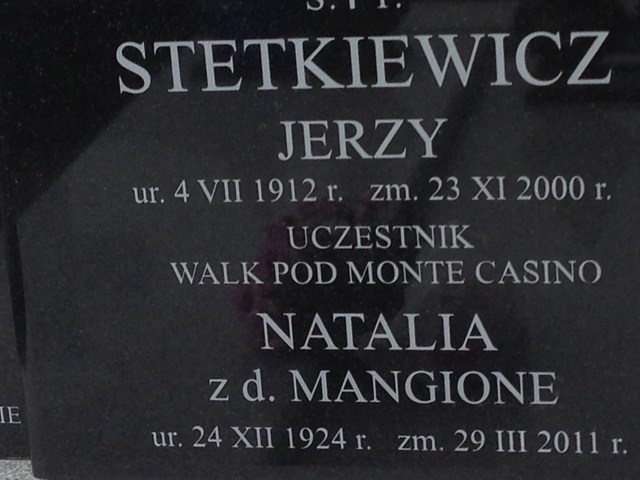 Ś. † P.
STETKIEWICZ
JERZY
ur. 4 VII 1912 r. zm. 23 XI 2000 r.
UCZESTNIK
WALK POD MONTE CASINO
NATALIA
z d. MANGIONE
IE
ur. 24 XII 1924 r. zm. 29 III 2011 r.